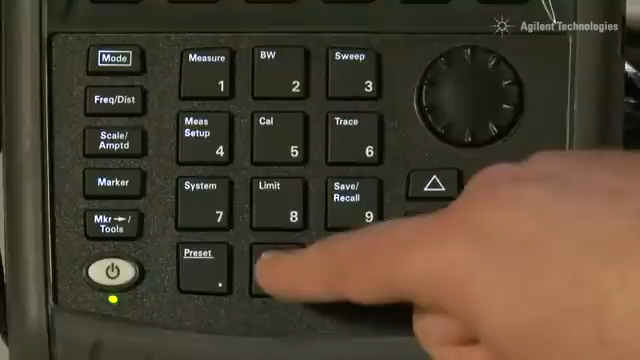 Agilent Technologies
Mode
Measure
1
BW
2
Sweep
3
Freq/Dist
Scale/
Amptd
Meas
Setup
4
Cal
5
Trace
6
Marker
System
7
Limit
8
Save/
Recall
9
Mkr →/
Tools
Preset
.